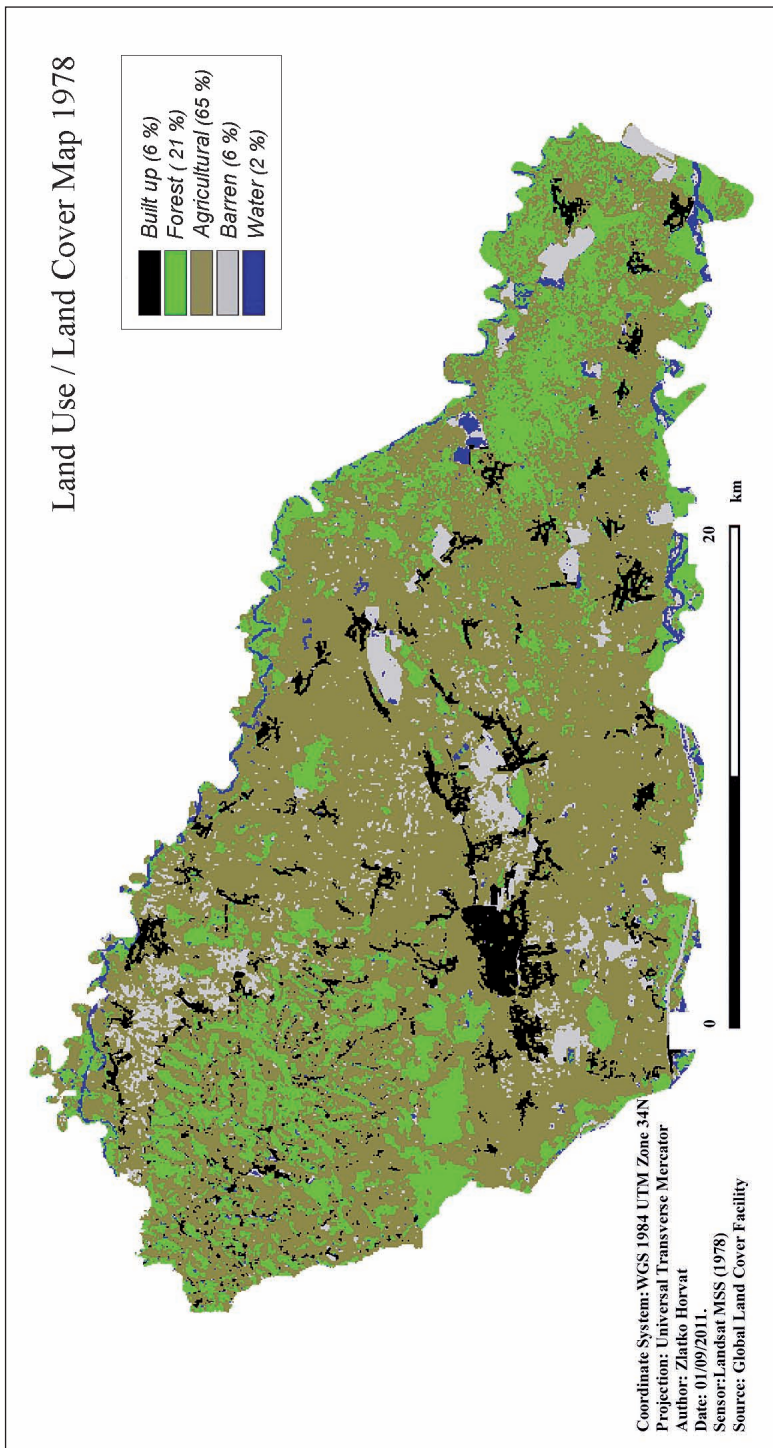 Land Use / Land Cover Map 1978
Built up (6 %)
Forest ( 21 %)
Agricultural (65 %)
Barren (6 %)
Water (2 %)
0
20
km
Coordinate System: WGS 1984 UTM Zone 34N
Projection: Universal Transverse Mercator
Author: Zlatko Horvat
Date: 01/09/2011.
Sensor:Landsat MSS (1978)
Source: Global Land Cover Facility